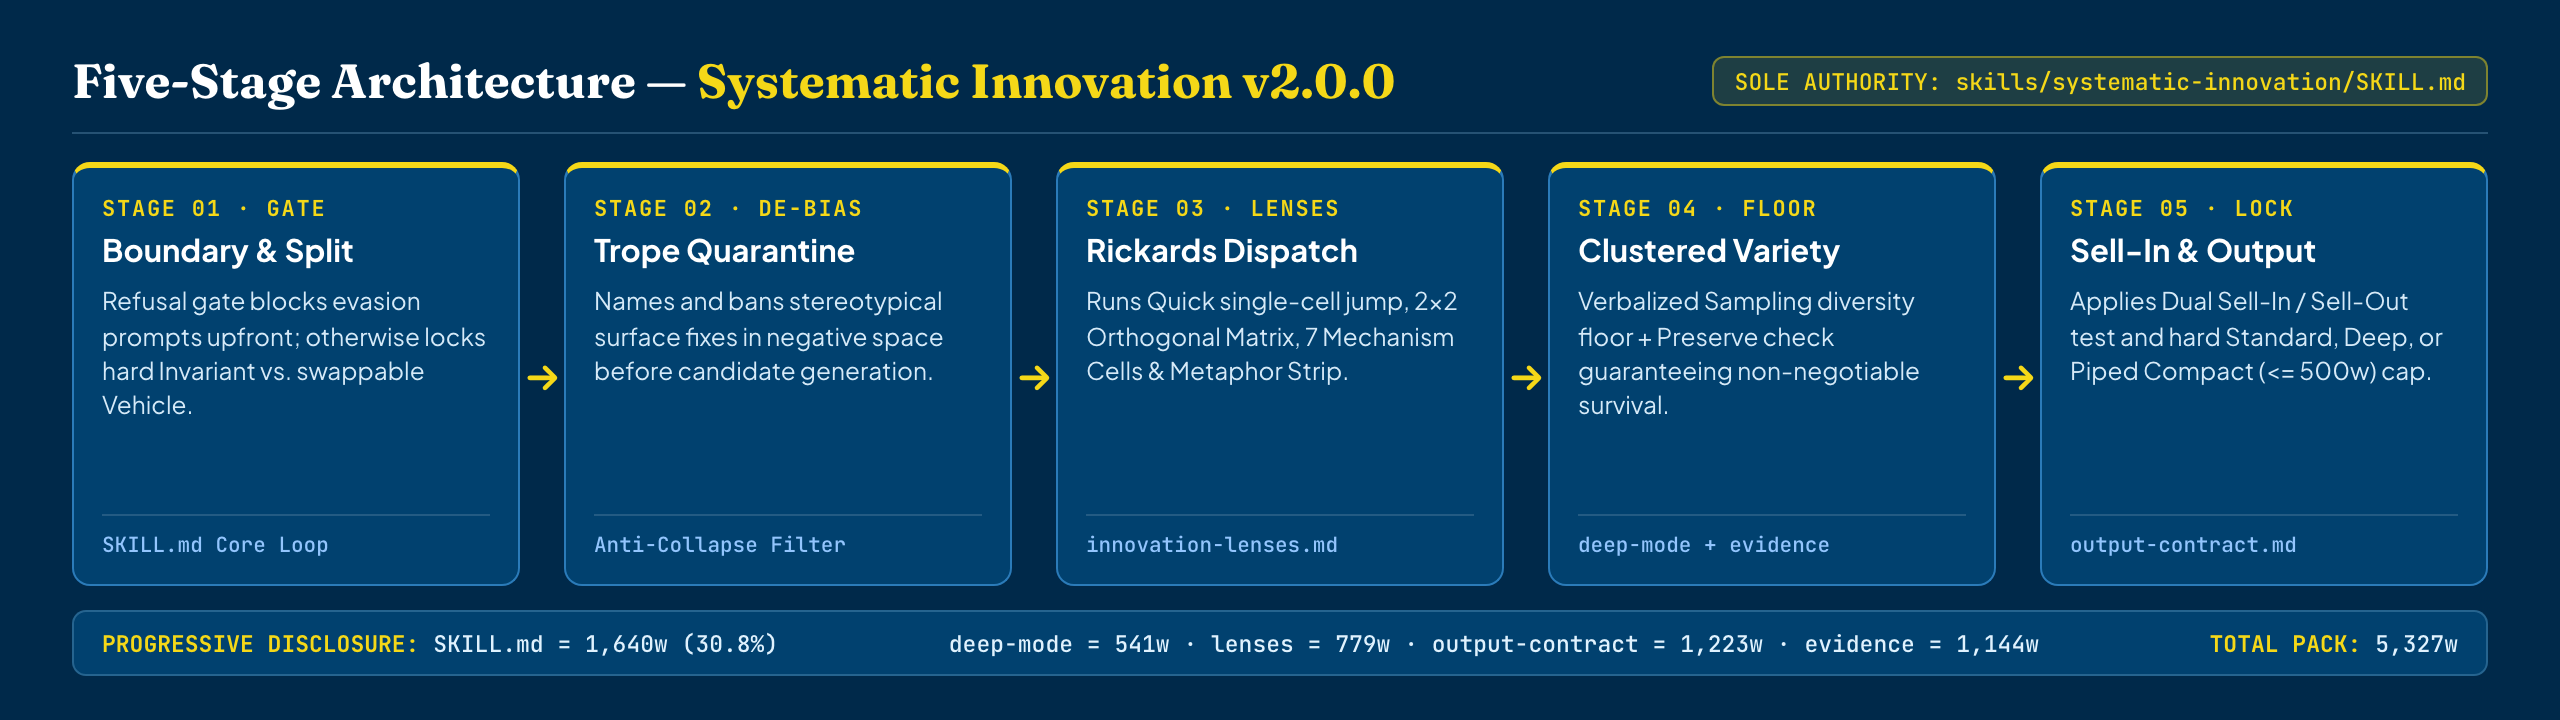 Five-Stage Architecture — Systematic Innovation v2.0.0
SOLE AUTHORITY: skills/systematic-innovation/SKILL.md
STAGE 01 · GATE
Boundary & Split
Refusal gate blocks evasion
prompts upfront; otherwise locks
hard Invariant vs. swappable
Vehicle.
SKILL.md Core Loop
→
STAGE 02 · DE-BIAS
Trope Quarantine
Names and bans stereotypical
surface fixes in negative space
before candidate generation.
Anti-Collapse Filter
→
STAGE 03 · LENSES
Rickards Dispatch
Runs Quick single-cell jump, 2×2
Orthogonal Matrix, 7 Mechanism
Cells & Metaphor Strip.
innovation-lenses.md
→
STAGE 04 · FLOOR
Clustered Variety
Verbalized Sampling diversity
floor + Preserve check
guaranteeing non-negotiable
survival.
deep-mode + evidence
→
STAGE 05 · LOCK
Sell-In & Output
Applies Dual Sell-In / Sell-Out
test and hard Standard, Deep, or
Piped Compact (<= 500w) cap.
output-contract.md
PROGRESSIVE DISCLOSURE: SKILL.md = 1,640w (30.8%)
deep-mode = 541w · lenses = 779w · output-contract = 1,223w · evidence = 1,144w
TOTAL PACK: 5,327w